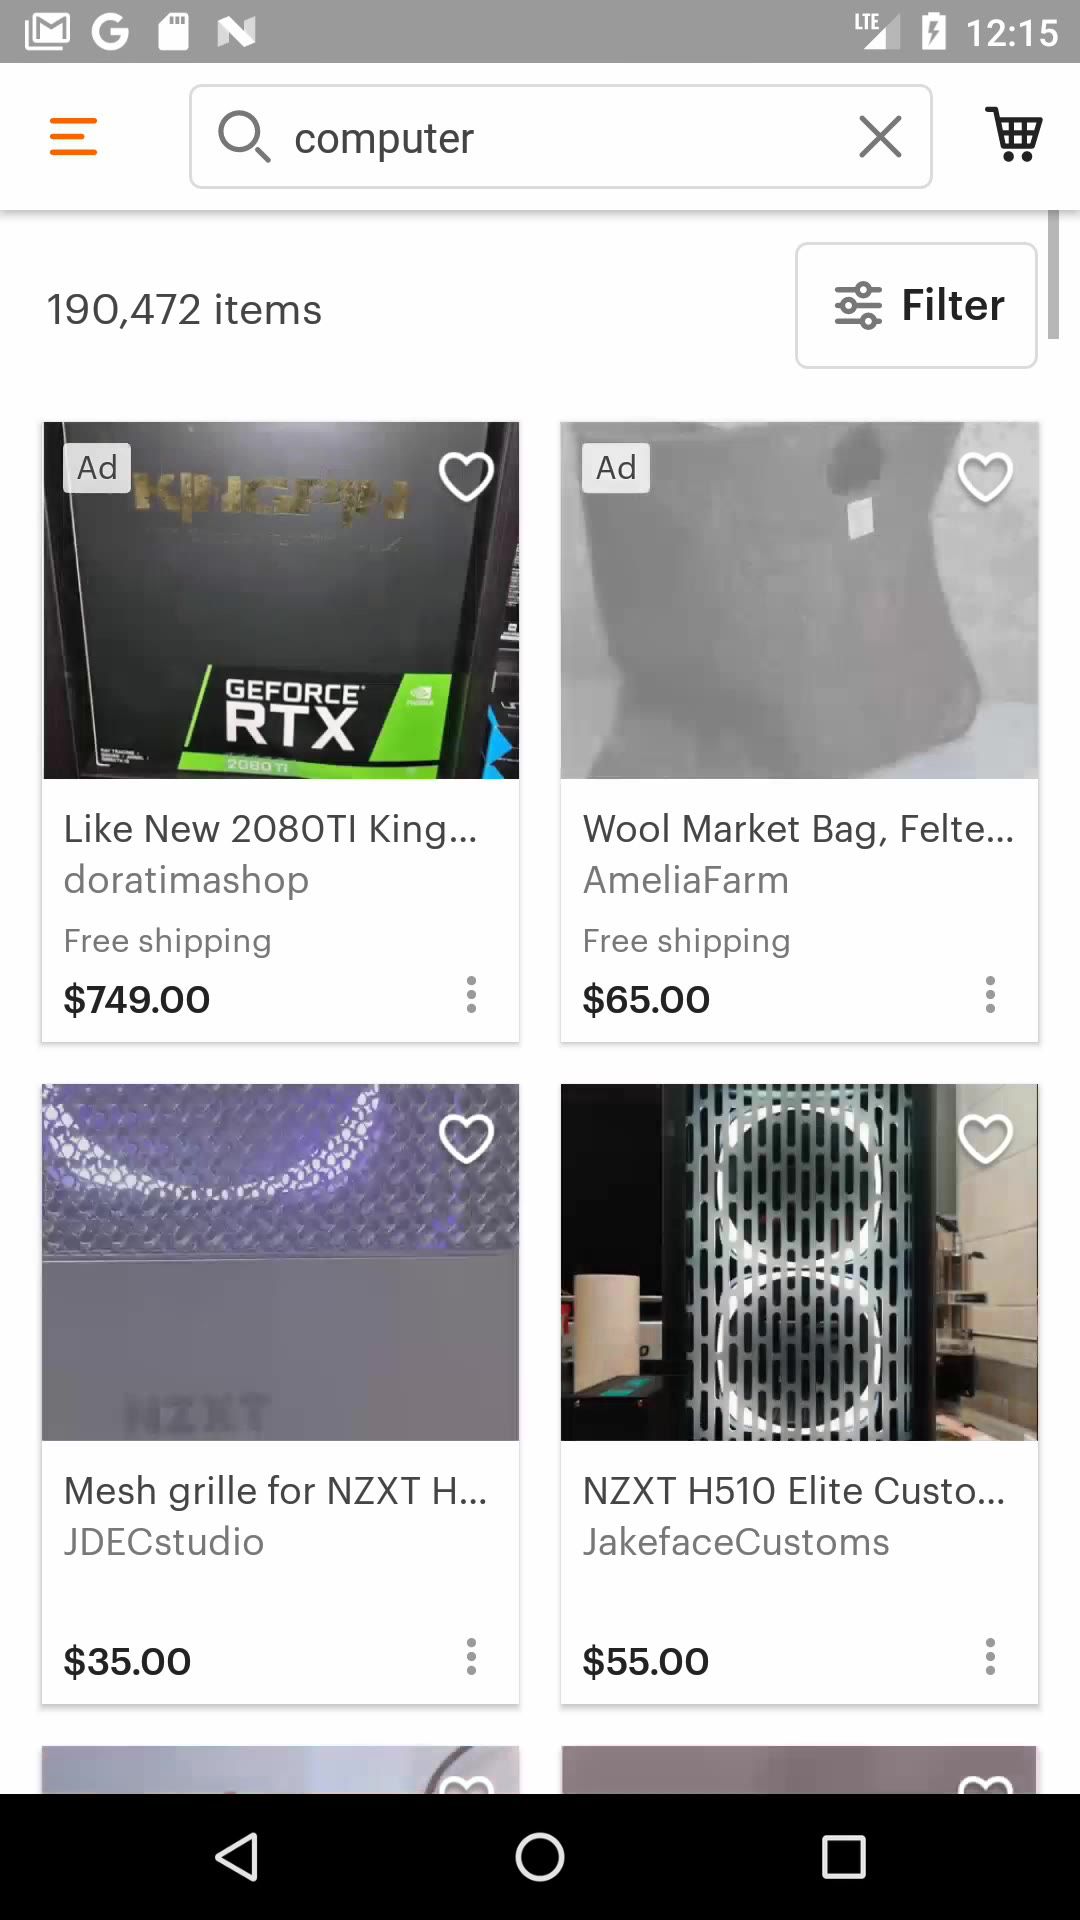 LTE 12:15
computer
190,472 items
Filter
Ad
KINGPIN
GEFORCE
RTX
2080 TI
Ad
Like New 2080TI King...
doratimashop
Free shipping
$749.00
Wool Market Bag, Felte...
AmeliaFarm
Free shipping
$65.00
NZXT
Mesh grille for NZXT H...
JDECstudio
$35.00
NZXT H510 Elite Custo...
JakefaceCustoms
$55.00